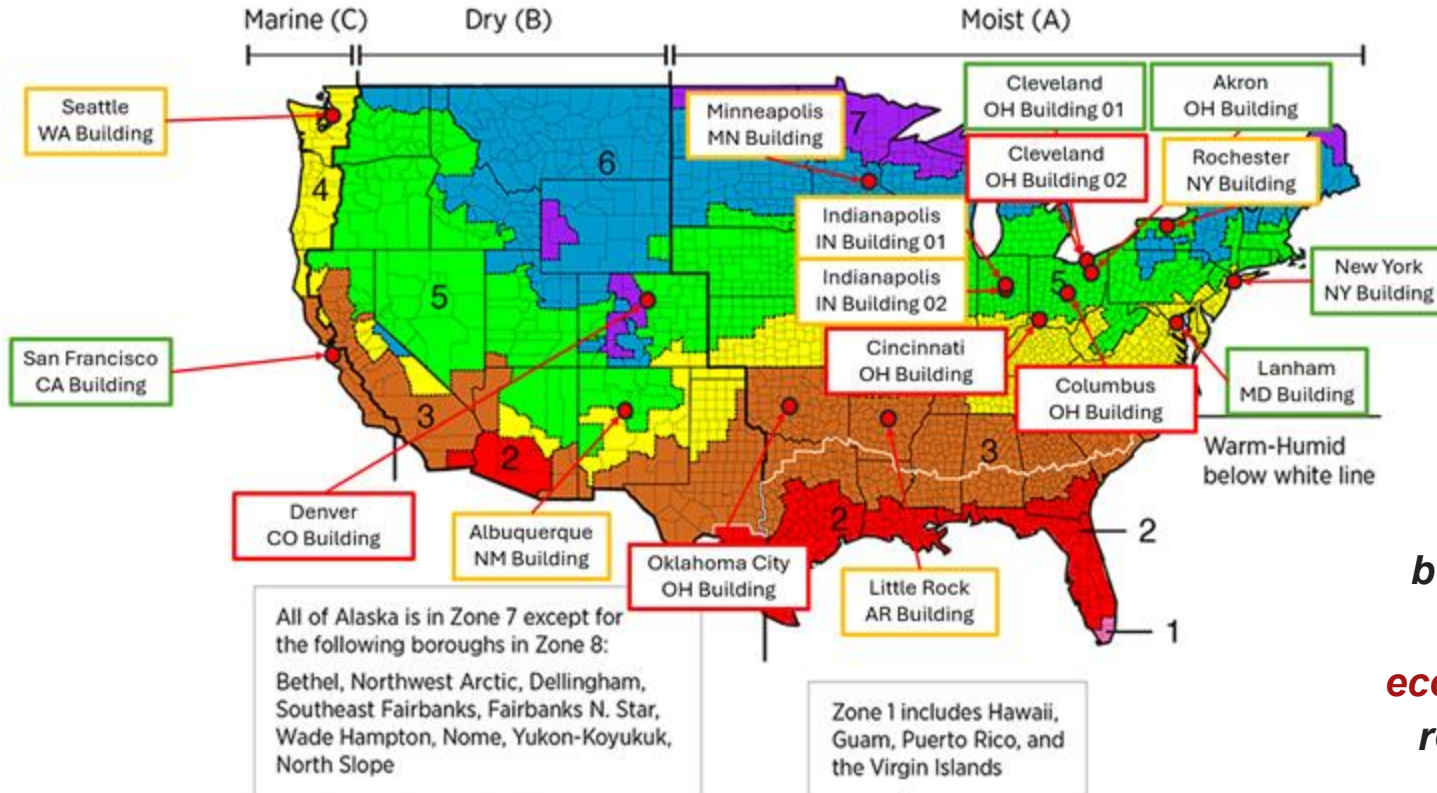 Marine (C)
Dry (B)
Moist (A)
Seattle
WA Building
Minneapolis
MN Building
Cleveland
OH Building 01
Akron
OH Building
Cleveland
OH Building 02
Rochester
NY Building
Indianapolis
IN Building 01
Indianapolis
IN Building 02
New York
NY Building
San Francisco
CA Building
Cincinnati
OH Building
Columbus
OH Building
Lanham
MD Building
Warm-Humid
below white line
Denver
CO Building
Albuquerque
NM Building
Oklahoma City
OH Building
Little Rock
AR Building
7
6
4
5
5
3
3
2
2
2
1
All of Alaska is in Zone 7 except for
the following boroughs in Zone 8:
Bethel, Northwest Arctic, Dellingham,
Southeast Fairbanks, Fairbanks N. Star,
Wade Hampton, Nome, Yukon-Koyukuk,
North Slope
Zone 1 includes Hawaii,
Guam, Puerto Rico, and
the Virgin Islands